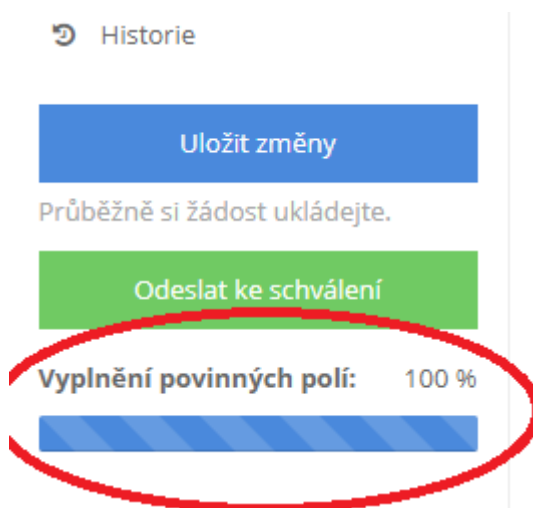 Historie
Uložit změny
Průběžně si žádost ukládejte.
Odeslat ke schválení
Vyplnění povinných polí: 100 %